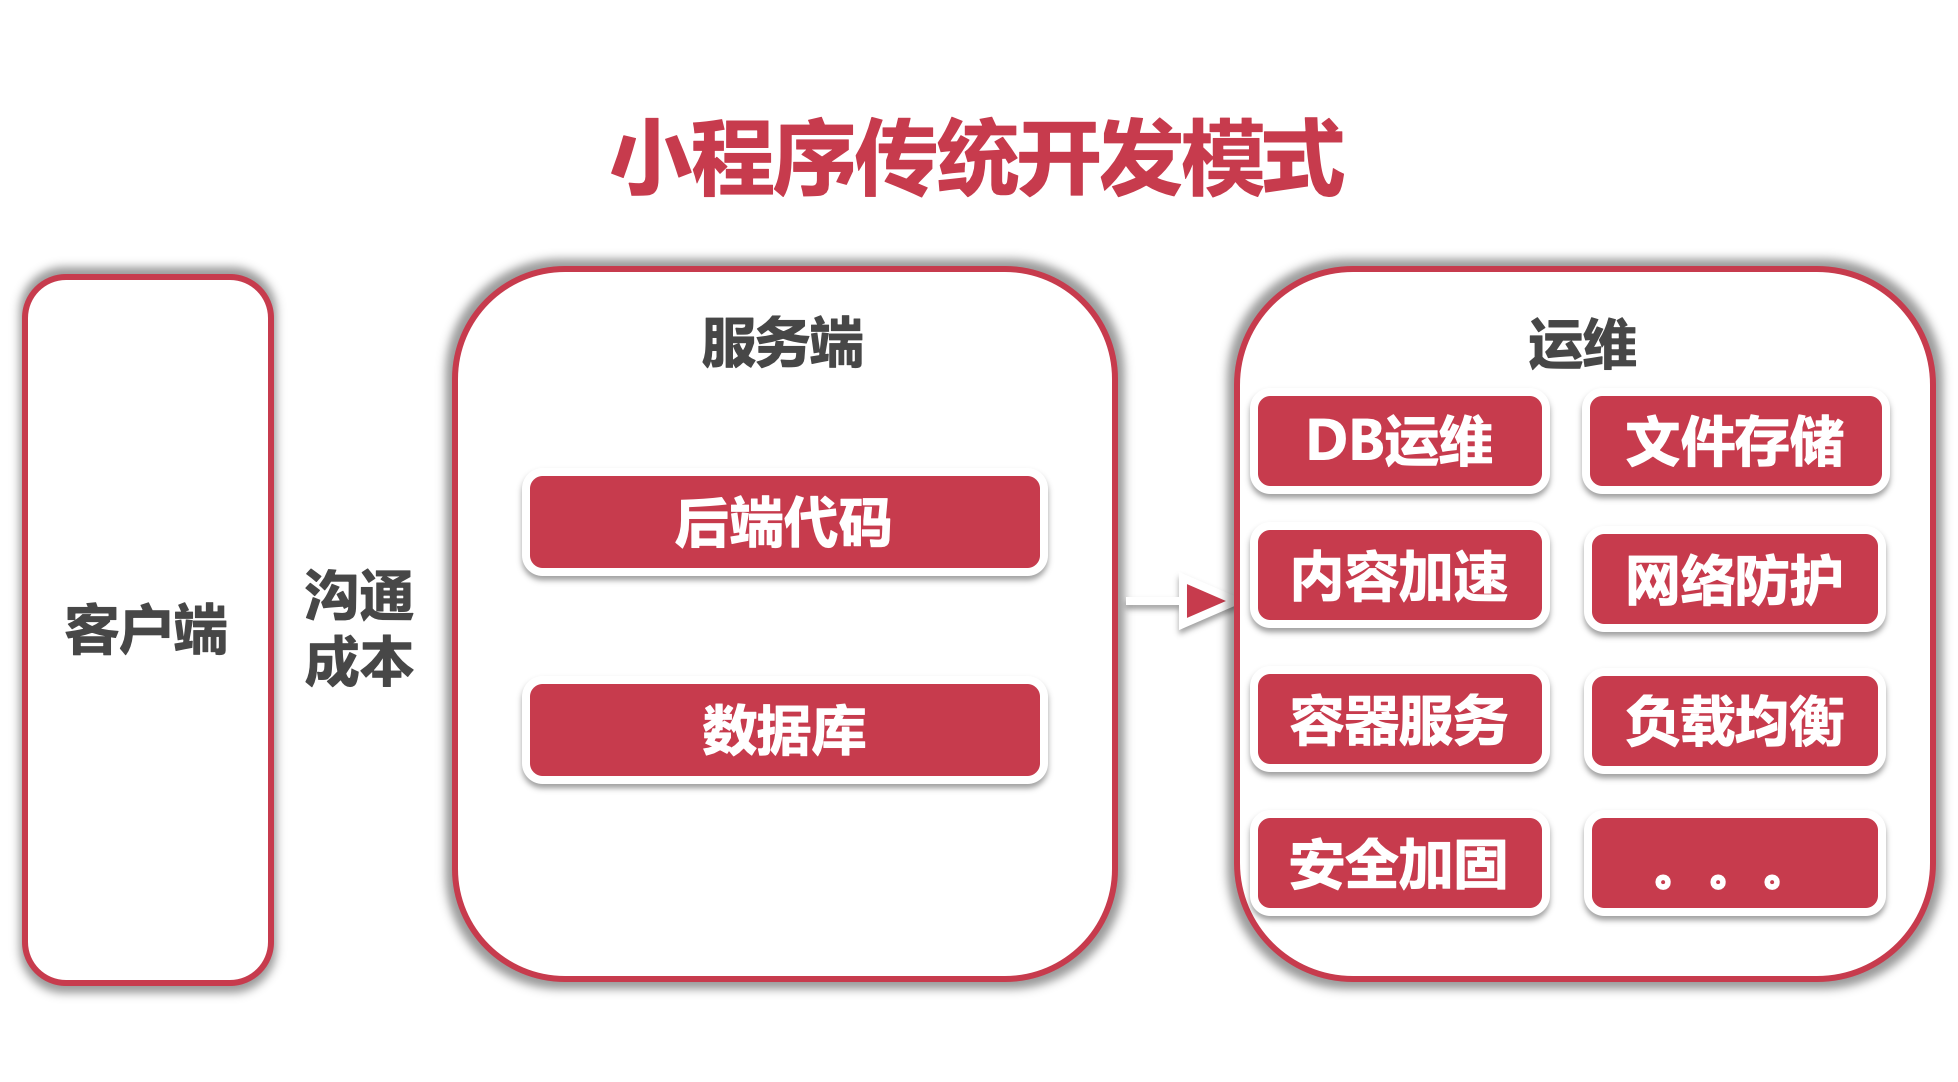 小程序传统开发模式
客户端
沟通
成本
服务端
后端代码
数据库
运维
DB运维
文件存储
内容加速
网络防护
容器服务
负载均衡
安全加固
。。。